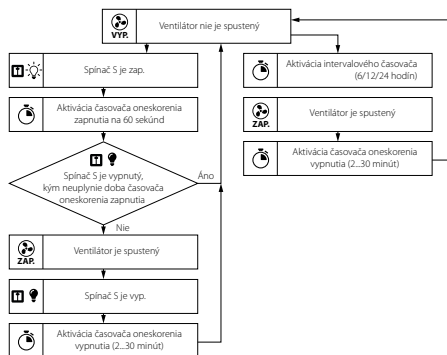 VYP.
Ventilátor nie je spustený
Spínač S je zap.
Aktivácia časovača oneskorenia
zapnutia na 60 sekúnd
Spínač S je vypnutý,
kým neuplynie doba časovača
oneskorenia zapnutia
Áno
Nie
ZAP.
Ventilátor je spustený
Spínač S je vyp.
Aktivácia časovača oneskorenia
vypnutia (2...30 minút)
Aktivácia intervalového časovača
(6/12/24 hodín)
ZAP.
Ventilátor je spustený
Aktivácia časovača oneskorenia
vypnutia (2...30 minút)